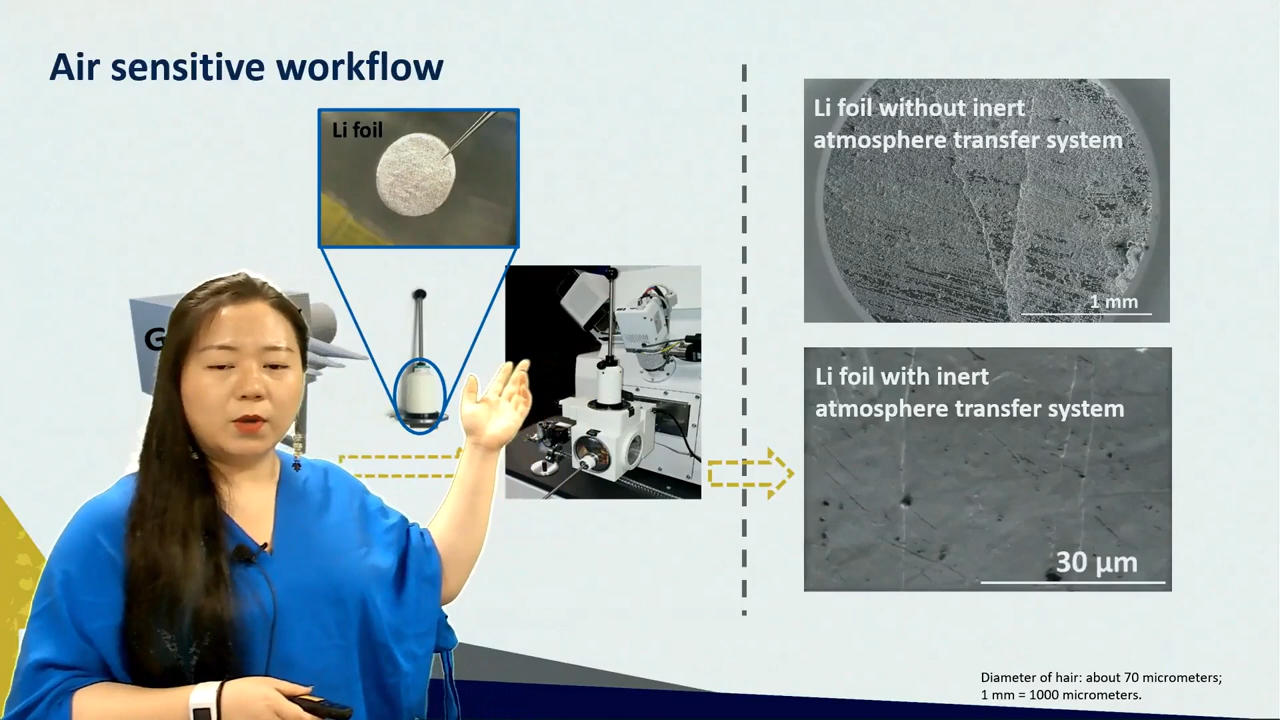 Air sensitive workflow
Li foil
G
Li foil without inert
atmosphere transfer system
1 mm
Li foil with inert
atmosphere transfer system
30 µm
Diameter of hair: about 70 micrometers;
1 mm = 1000 micrometers.